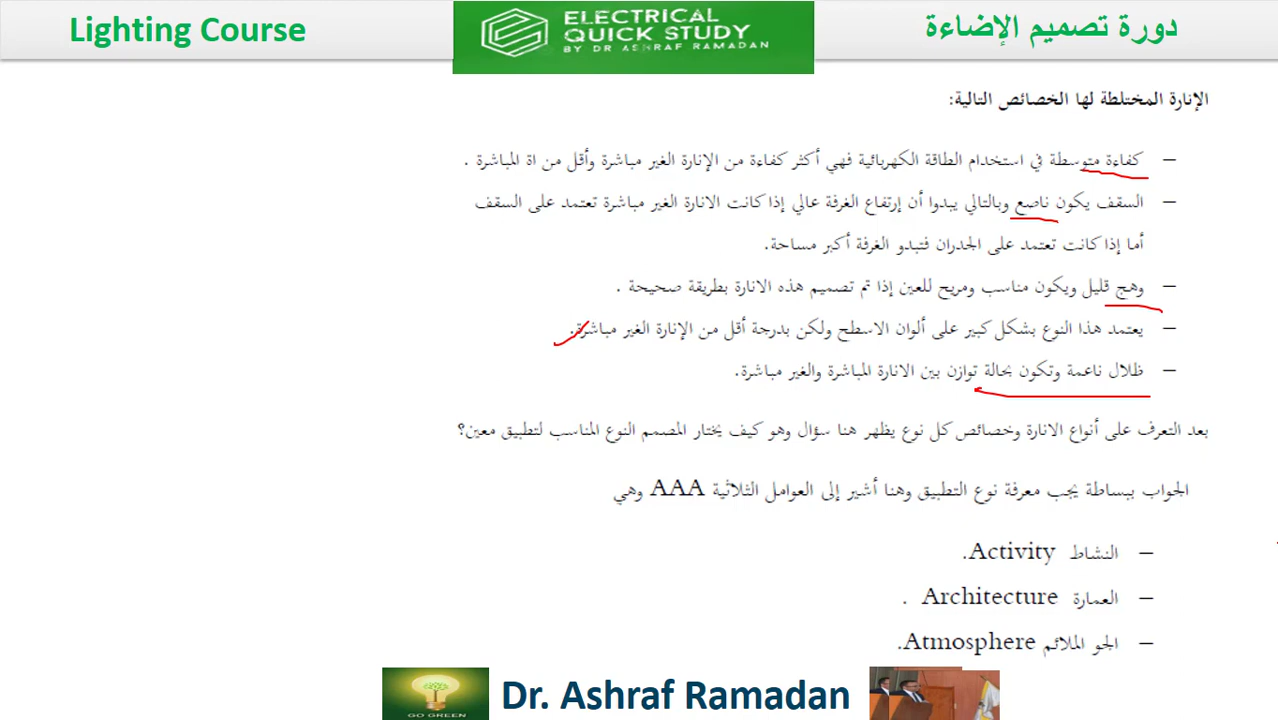 Lighting Course
ELECTRICAL
QUICK STUDY
BY DR ASHRAF RAMADAN
دورة تصميم الإضاءة
الإنارة المختلطة لها الخصائص التالية:
– كفاءة متوسطة في استخدام الطاقة الكهربائية فهي أكثر كفاءة من الإنارة الغير مباشرة وأقل من اة المباشرة .
– السقف يكون ناصع وبالتالي يبدوا أن إرتفاع الغرفة عالي إذا كانت الانارة الغير مباشرة تعتمد على السقف
أما إذا كانت تعتمد على الجدران فتبدو الغرفة أكبر مساحة.
– وهج قليل ويكون مناسب ومريح للعين إذا تم تصميم هذه الانارة بطريقة صحيحة .
– يعتمد هذا النوع بشكل كبير على ألوان الاسطح ولكن بدرجة أقل من الإنارة الغير مباشرة.
– ظلال ناعمة وتكون بحالة توازن بين الانارة المباشرة والغير مباشرة.
بعد التعرف على أنواع الانارة وخصائص كل نوع يظهر هنا سؤال وهو كيف يختار المصمم النوع المناسب لتطبيق معين؟
الجواب ببساطة يجب معرفة نوع التطبيق وهنا أشير إلى العوامل الثلاثية AAA وهي
– النشاط Activity.
– العمارة Architecture .
– الجو الملائم Atmosphere.
GO GREEN
Dr. Ashraf Ramadan